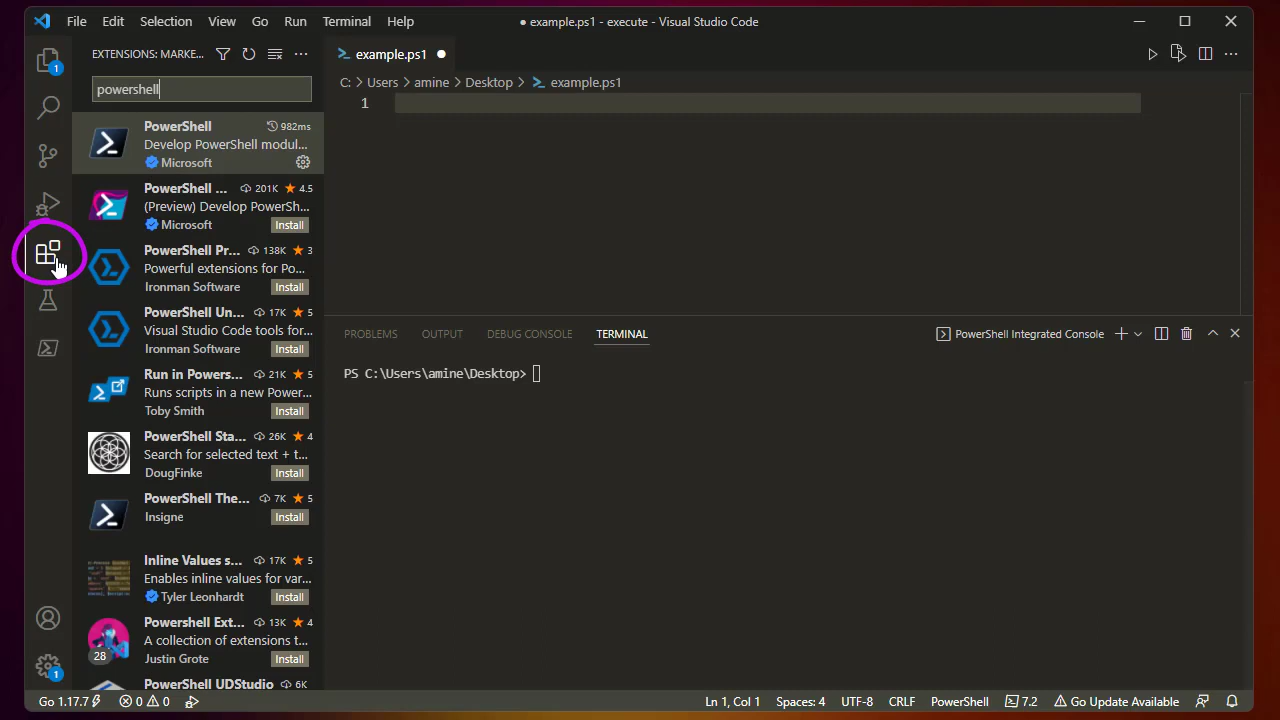 File Edit Selection View Go Run Terminal Help
● example.ps1 - execute - Visual Studio Code
EXTENSIONS: MARKE...
powershell
PowerShell 982ms
Develop PowerShell modul...
Microsoft
PowerShell ... 201K ★ 4.5
(Preview) Develop PowerSh...
Microsoft Install
PowerShell Pr... 138K ★ 3
Powerful extensions for Po...
Ironman Software Install
PowerShell Un... 17K ★ 5
Visual Studio Code tools for...
Ironman Software Install
Run in Powers... 21K ★ 5
Runs scripts in a new Power...
Toby Smith Install
PowerShell Sta... 26K ★ 4
Search for selected text + t...
DougFinke Install
PowerShell The... 7K ★ 5
Insigne Install
Inline Values s... 17K ★ 5
Enables inline values for var...
Tyler Leonhardt Install
Powershell Ext... 13K ★ 4
A collection of extensions t...
28
Justin Grote Install
PowerShell UDStudio 6K
1
1
example.ps1 ●
C: > Users > amine > Desktop > example.ps1
1
PROBLEMS OUTPUT DEBUG CONSOLE TERMINAL
PowerShell Integrated Console
PS C:\Users\amine\Desktop>
Go 1.17.7 0 0 Ln 1, Col 1 Spaces: 4 UTF-8 CRLF PowerShell 7.2 Go Update Available